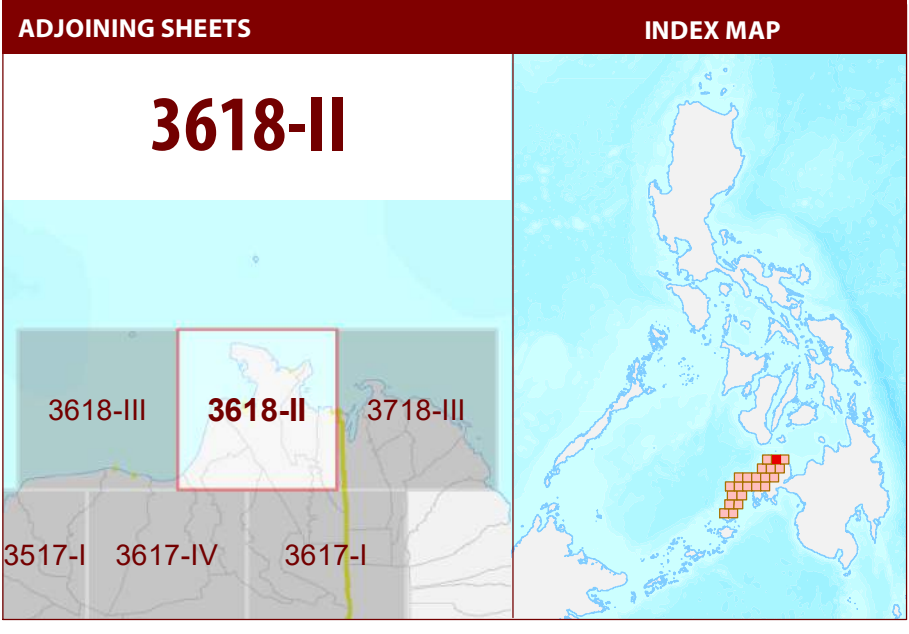 ADJOINING SHEETS
INDEX MAP
3618-II
3618-III
3618-II
3718-III
3517-I
3617-IV
3617-I